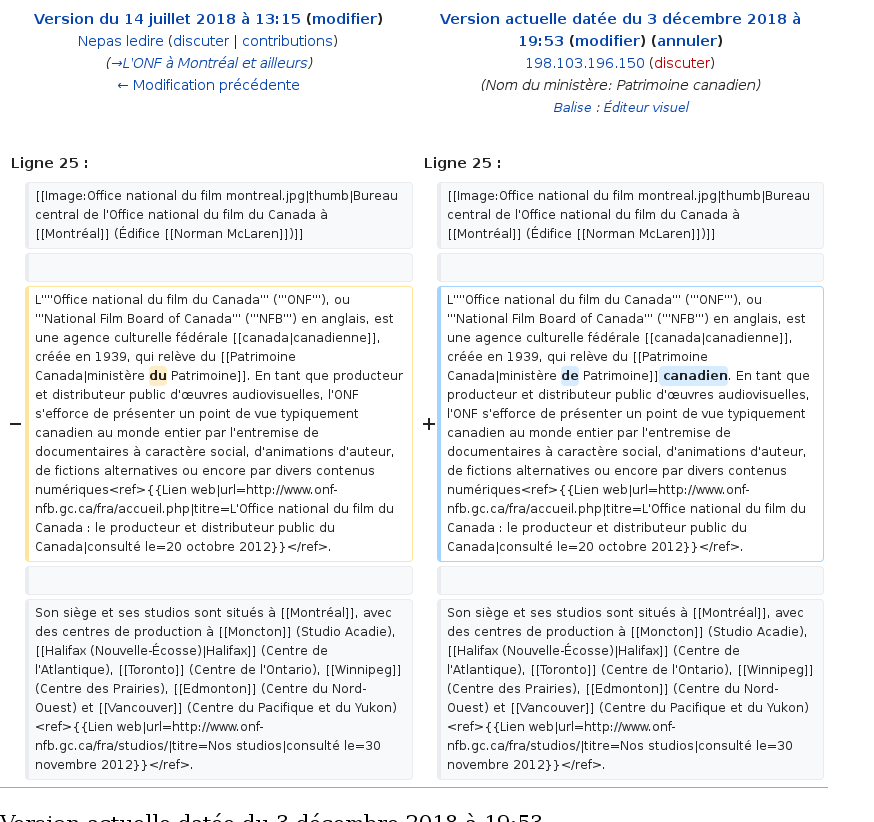 Version du 14 juillet 2018 à 13:15 (modifier)
Nepas ledire (discuter | contributions)
(→L'ONF à Montréal et ailleurs)
← Modification précédente
Version actuelle datée du 3 décembre 2018 à
19:53 (modifier) (annuler)
198.103.196.150 (discuter)
(Nom du ministère: Patrimoine canadien)
Balise : Éditeur visuel
Ligne 25 :
[[Image:Office national du film montreal.jpg|thumb|Bureau
central de l'Office national du film du Canada à
[[Montréal]] (Édifice [[Norman McLaren]])]]
− L''''Office national du film du Canada''' ('''ONF'''), ou
'''National Film Board of Canada''' ('''NFB''') en anglais, est
une agence culturelle fédérale [[canada|canadienne]],
créée en 1939, qui relève du [[Patrimoine
Canada|ministère du Patrimoine]]. En tant que producteur
et distributeur public d'œuvres audiovisuelles, l'ONF
s'efforce de présenter un point de vue typiquement
canadien au monde entier par l'entremise de
documentaires à caractère social, d'animations d'auteur,
de fictions alternatives ou encore par divers contenus
numériques<ref>{{Lien web|url=http://www.onf-
nfb.gc.ca/fra/accueil.php|titre=L'Office national du film du
Canada : le producteur et distributeur public du
Canada|consulté le=20 octobre 2012}}</ref>.
Son siège et ses studios sont situés à [[Montréal]], avec
des centres de production à [[Moncton]] (Studio Acadie),
[[Halifax (Nouvelle-Écosse)|Halifax]] (Centre de
l'Atlantique), [[Toronto]] (Centre de l'Ontario), [[Winnipeg]]
(Centre des Prairies), [[Edmonton]] (Centre du Nord-
Ouest) et [[Vancouver]] (Centre du Pacifique et du Yukon)
<ref>{{Lien web|url=http://www.onf-
nfb.gc.ca/fra/studios/|titre=Nos studios|consulté le=30
novembre 2012}}</ref>.
Ligne 25 :
[[Image:Office national du film montreal.jpg|thumb|Bureau
central de l'Office national du film du Canada à
[[Montréal]] (Édifice [[Norman McLaren]])]]
+ L''''Office national du film du Canada''' ('''ONF'''), ou
'''National Film Board of Canada''' ('''NFB''') en anglais, est
une agence culturelle fédérale [[canada|canadienne]],
créée en 1939, qui relève du [[Patrimoine
Canada|ministère de Patrimoine]] canadien. En tant que
producteur et distributeur public d'œuvres audiovisuelles,
l'ONF s'efforce de présenter un point de vue typiquement
canadien au monde entier par l'entremise de
documentaires à caractère social, d'animations d'auteur,
de fictions alternatives ou encore par divers contenus
numériques<ref>{{Lien web|url=http://www.onf-
nfb.gc.ca/fra/accueil.php|titre=L'Office national du film du
Canada : le producteur et distributeur public du
Canada|consulté le=20 octobre 2012}}</ref>.
Son siège et ses studios sont situés à [[Montréal]], avec
des centres de production à [[Moncton]] (Studio Acadie),
[[Halifax (Nouvelle-Écosse)|Halifax]] (Centre de
l'Atlantique), [[Toronto]] (Centre de l'Ontario), [[Winnipeg]]
(Centre des Prairies), [[Edmonton]] (Centre du Nord-
Ouest) et [[Vancouver]] (Centre du Pacifique et du Yukon)
<ref>{{Lien web|url=http://www.onf-
nfb.gc.ca/fra/studios/|titre=Nos studios|consulté le=30
novembre 2012}}</ref>.
Version actuelle datée du 3 décembre 2018 à 19:53